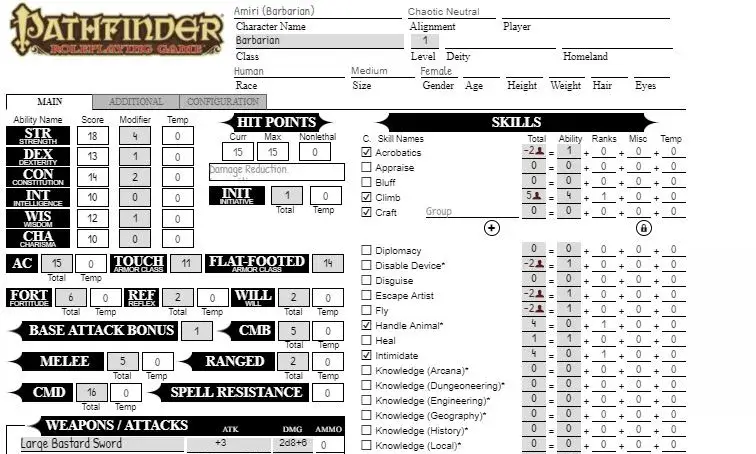 PATHFINDER
ROLEPLAYING GAME
Amiri (Barbarian) Chaotic Neutral
Character Name Alignment Player
Barbarian 1
Class Level Deity Homeland
Human Medium Female
Race Size Gender Age Height Weight Hair Eyes
MAIN ADDITIONAL CONFIGURATION
Ability Name Score Modifier Temp
STR STRENGTH 18 4 0
DEX DEXTERITY 13 1 0
CON CONSTITUTION 14 2 0
INT INTELLIGENCE 10 0 0
WIS WISDOM 12 1 0
CHA CHARISMA 10 0 0
HIT POINTS
Curr Max Nonlethal
15 15 0
Damage Reduction
INIT INITIATIVE 1 0
Total Temp
AC 15 0 TOUCH ARMOR CLASS 11 FLAT-FOOTED ARMOR CLASS 14
Total Temp
FORT FORTITUDE 6 0 REF REFLEX 2 0 WILL WILL 2 0
Total Temp Total Temp Total Temp
BASE ATTACK BONUS 1 CMB 5 0
Total Temp
MELEE 5 0 RANGED 2 0
Total Temp Total Temp
CMD 16 0 SPELL RESISTANCE 0
Total Temp
WEAPONS / ATTACKS ATK DMG AMMO
Large Bastard Sword +3 2d8+6 0
SKILLS
C. Skill Names Total Ability Ranks Misc Temp
Acrobatics -2 = 1 + 0 + 0 + 0
Appraise 0 = 0 + 0 + 0 + 0
Bluff 0 = 0 + 0 + 0 + 0
Climb 5 = 4 + 1 + 0 + 0
Craft Group 0 = 0 + 0 + 0 + 0
+
Diplomacy 0 = 0 + 0 + 0 + 0
Disable Device* -2 = 1 + 0 + 0 + 0
Disguise 0 = 0 + 0 + 0 + 0
Escape Artist -2 = 1 + 0 + 0 + 0
Fly -2 = 1 + 0 + 0 + 0
Handle Animal* 4 = 0 + 1 + 0 + 0
Heal 1 = 1 + 0 + 0 + 0
Intimidate 4 = 0 + 1 + 0 + 0
Knowledge (Arcana)* 0 = 0 + 0 + 0 + 0
Knowledge (Dungeoneering)* 0 = 0 + 0 + 0 + 0
Knowledge (Engineering)* 0 = 0 + 0 + 0 + 0
Knowledge (Geography)* 0 = 0 + 0 + 0 + 0
Knowledge (History)* 0 = 0 + 0 + 0 + 0
Knowledge (Local)* 0 = 0 + 0 + 0 + 0